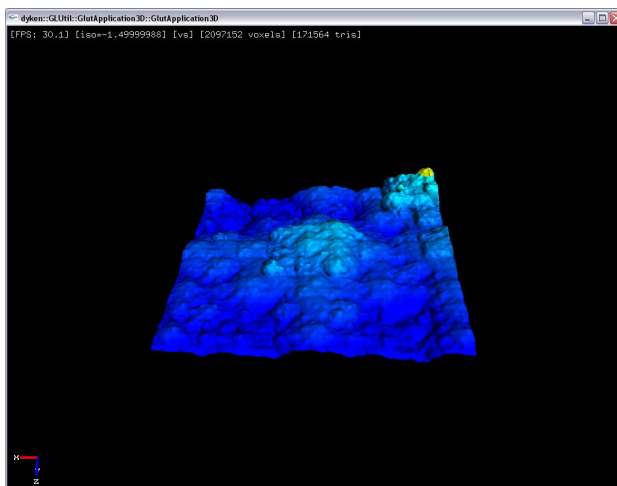 dyken::GLUtil::GlutApplication3D::GlutApplication3D
[FPS: 30.1] [iso=-1.49999988] [vs] [2097152 voxels] [171564 tris]
X
Z